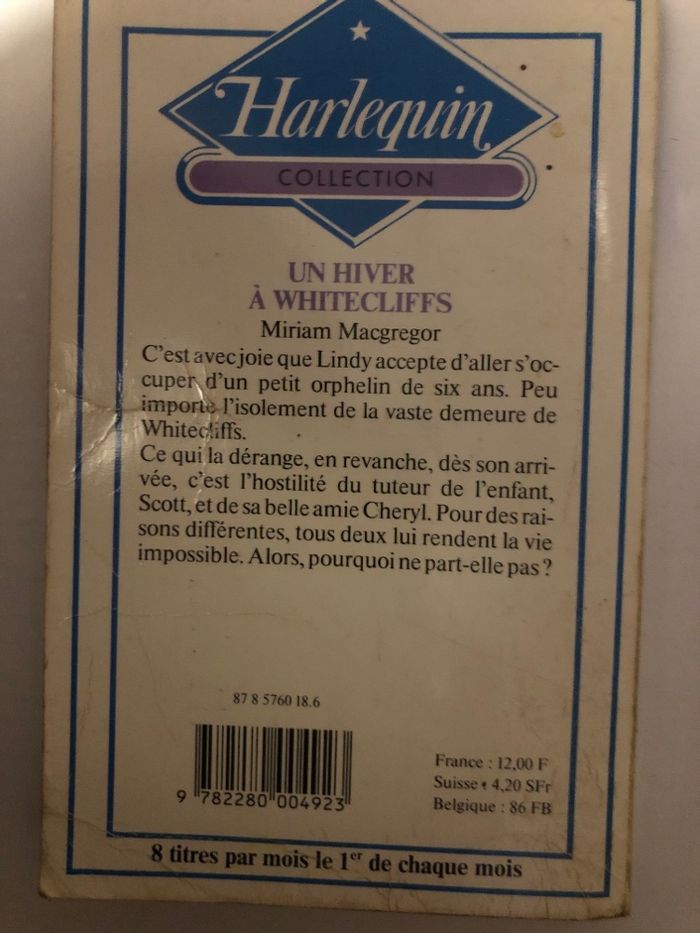 Harlequin
COLLECTION
UN HIVER
À WHITECLIFFS
Miriam Macgregor
C'est avec joie que Lindy accepte d'aller s'oc-
cuper d'un petit orphelin de six ans. Peu
importe l'isolement de la vaste demeure de
Whitecliffs.
Ce qui la dérange, en revanche, dès son arri-
vée, c'est l'hostilité du tuteur de l'enfant,
Scott, et de sa belle amie Cheryl. Pour des rai-
sons différentes, tous deux lui rendent la vie
impossible. Alors, pourquoi ne part-elle pas ?
87 8 5760 18.6
France : 12,00 F
Suisse : 4,20 SFr
Belgique : 86 FB
9 782280 004923
8 titres par mois le 1er de chaque mois